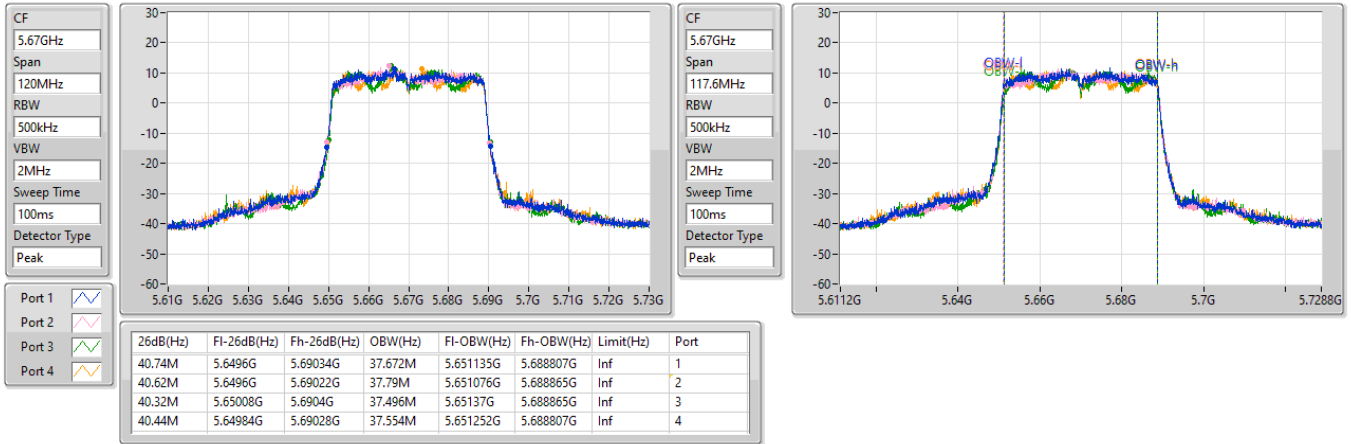 CF
5.67GHz
Span
120MHz
RBW
500kHz
VBW
2MHz
Sweep Time
100ms
Detector Type
Peak
30
20
10
0
-10
-20
-30
-40
-50
-60
5.61G 5.62G 5.63G 5.64G 5.65G 5.66G 5.67G 5.68G 5.69G 5.7G 5.71G 5.72G 5.73G
CF
5.67GHz
Span
117.6MHz
RBW
500kHz
VBW
2MHz
Sweep Time
100ms
Detector Type
Peak
30
20
10
0
-10
-20
-30
-40
-50
-60
OBW-l OBW-h
5.6112G 5.64G 5.66G 5.68G 5.7G 5.7288G
Port 1
Port 2
Port 3
Port 4
26dB(Hz) Fl-26dB(Hz) Fh-26dB(Hz) OBW(Hz) Fl-OBW(Hz) Fh-OBW(Hz) Limit(Hz) Port
40.74M 5.6496G 5.69034G 37.672M 5.651135G 5.688807G Inf 1
40.62M 5.6496G 5.69022G 37.79M 5.651076G 5.688865G Inf 2
40.32M 5.65008G 5.6904G 37.496M 5.65137G 5.688865G Inf 3
40.44M 5.64984G 5.69028G 37.554M 5.651252G 5.688807G Inf 4